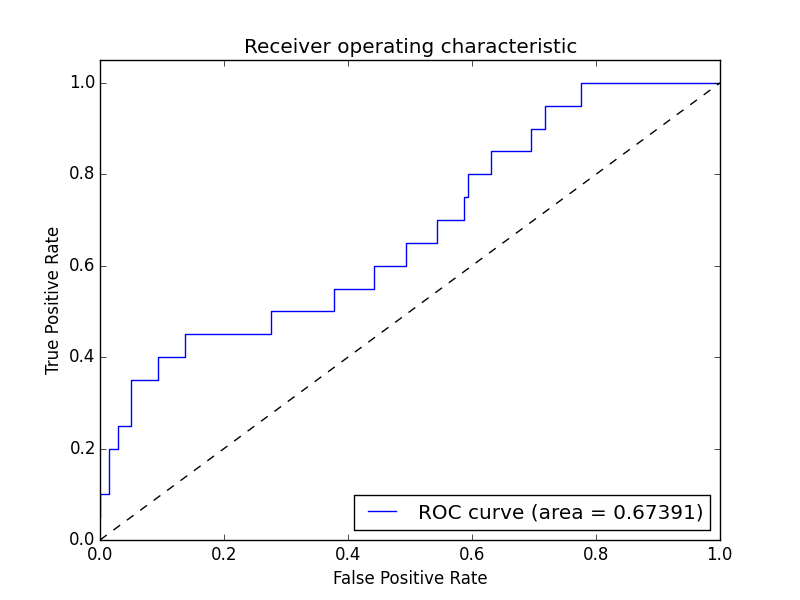 Receiver operating characteristic
True Positive Rate
1.0
0.8
0.6
0.4
0.2
0.0
ROC curve (area = 0.67391)
0.0 0.2 0.4 0.6 0.8 1.0
False Positive Rate